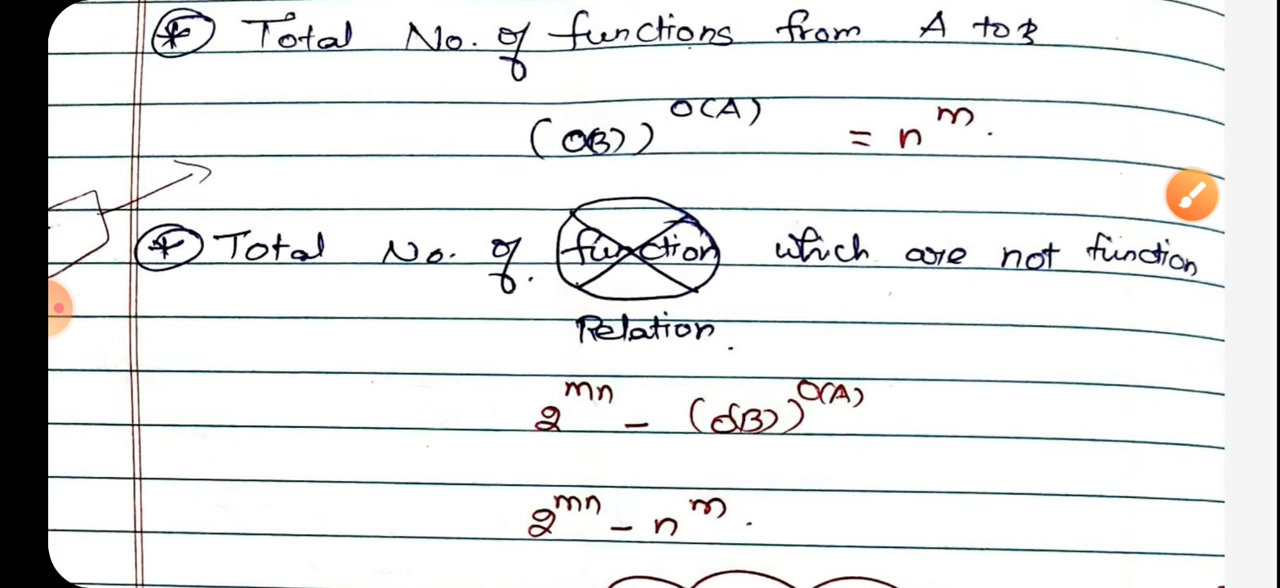 * Total No. of functions from A to B
(O(B))^O(A) = n^m.
* Total No. of function which are not function
Relation.
2^mn - (O(B))^O(A)
2^mn - n^m.